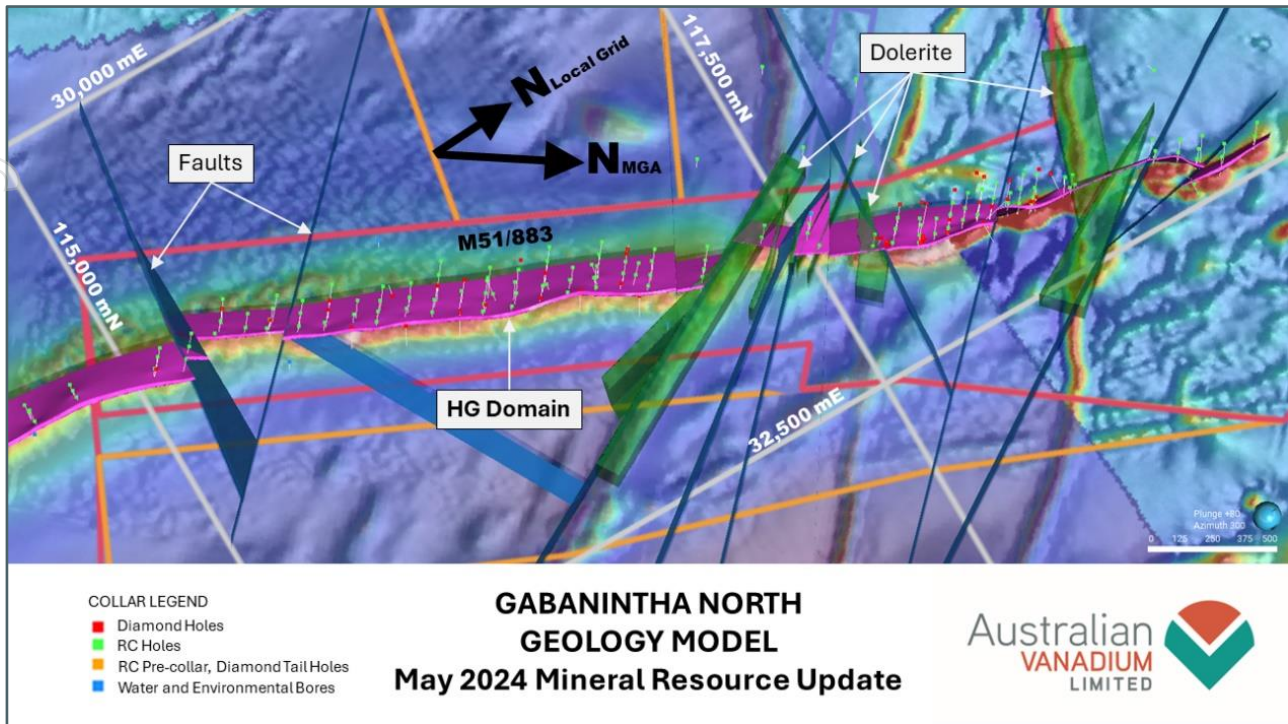 30,000 mE
117,500 mN
Dolerite
N Local Grid
N MGA
Faults
M51/883
115,000 mN
HG Domain
32,500 mE
Plunge +80
Azimuth 300
0 125 250 375 500
COLLAR LEGEND
Diamond Holes
RC Holes
RC Pre-collar, Diamond Tail Holes
Water and Environmental Bores
GABANINTHA NORTH
GEOLOGY MODEL
May 2024 Mineral Resource Update
Australian
VANADIUM
LIMITED